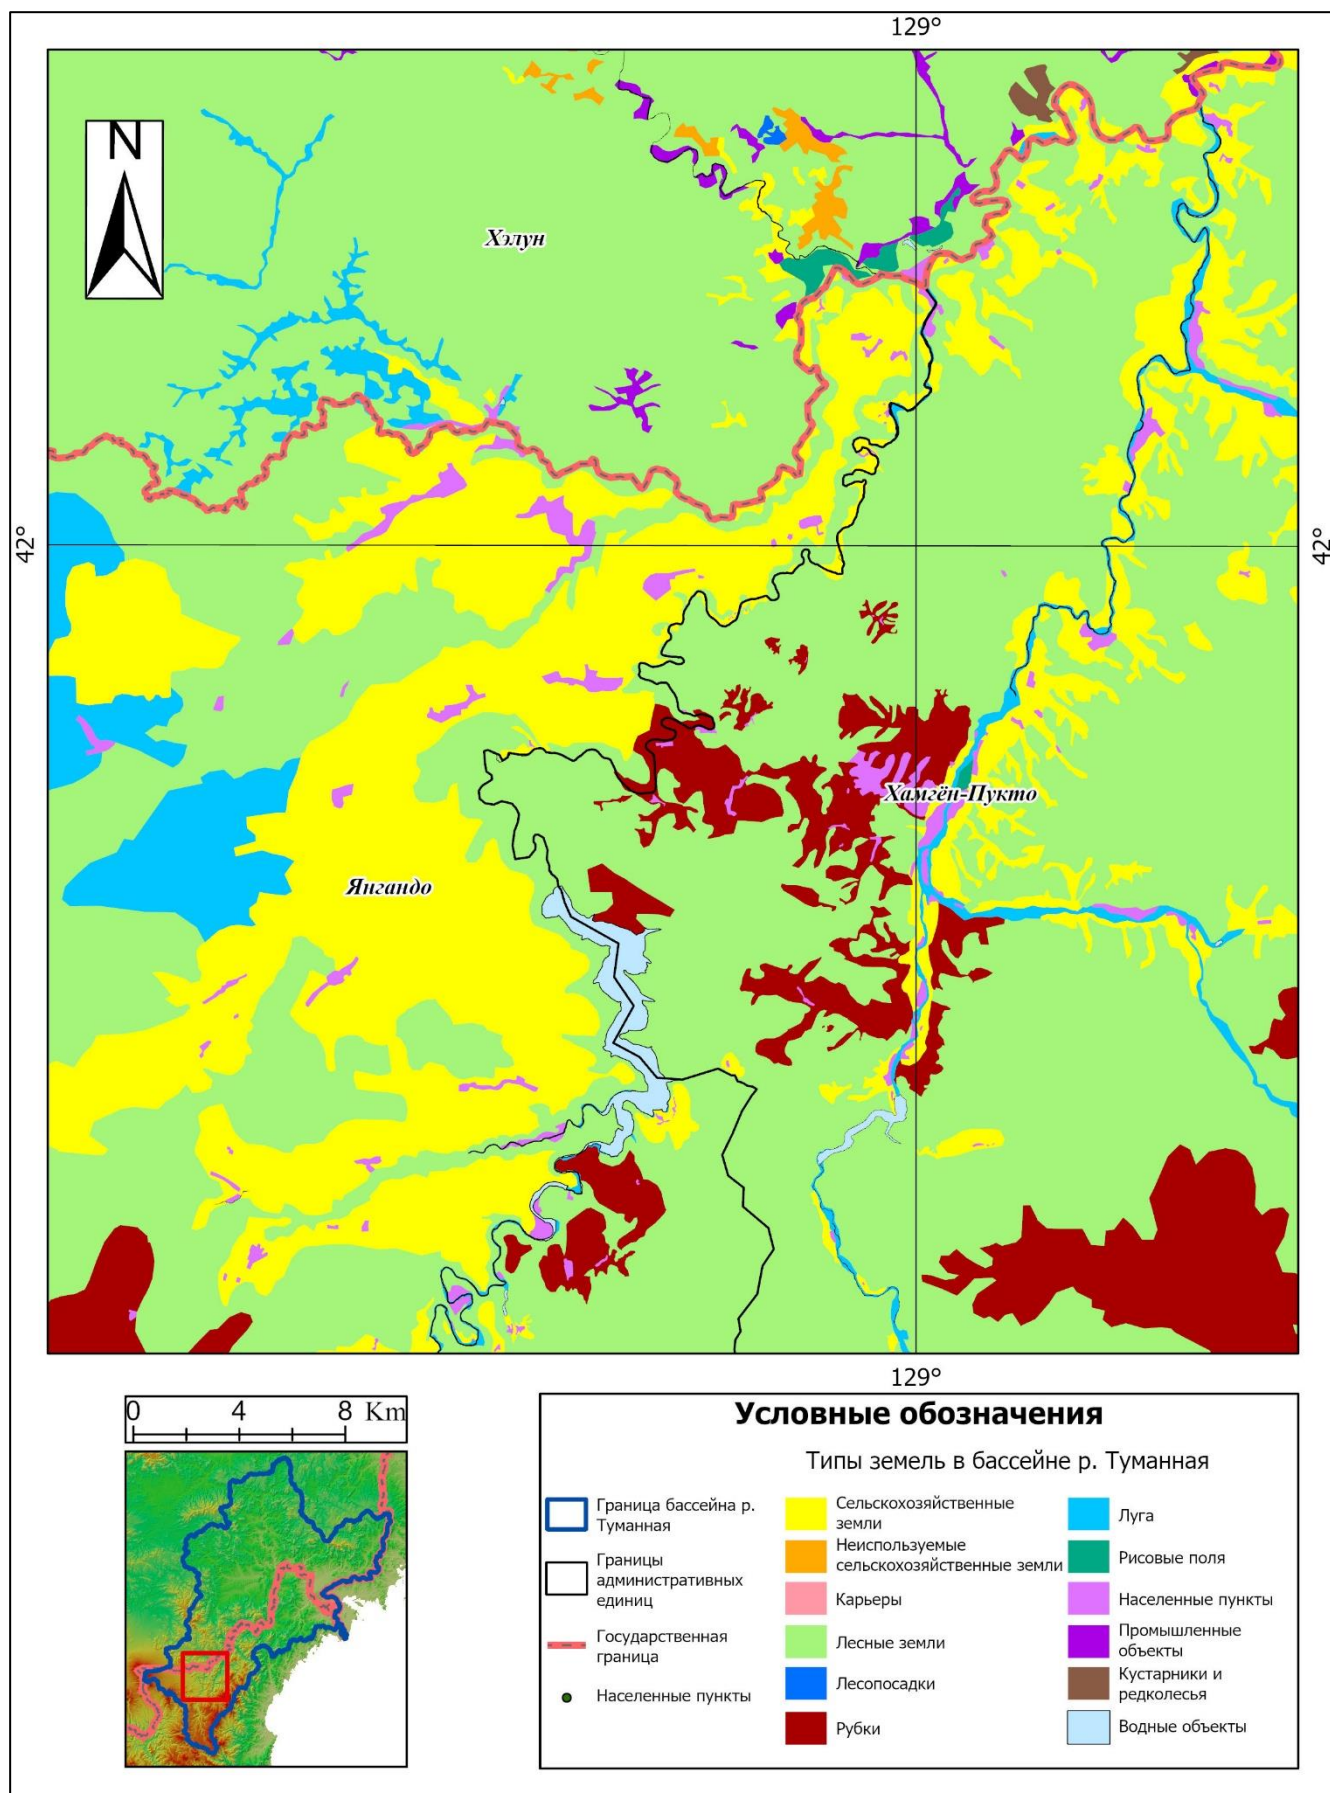 129°
N
Хэлун
42°
42°
Хамгён-Пукто
Янгандо
129°
0 4 8 Km
Условные обозначения
Типы земель в бассейне р. Туманная
Граница бассейна р.
Туманная
Границы
административных
единиц
Государственная
граница
Населенные пункты
Сельскохозяйственные
земли
Неиспользуемые
сельскохозяйственные земли
Карьеры
Лесные земли
Лесопосадки
Рубки
Луга
Рисовые поля
Населенные пункты
Промышленные
объекты
Кустарники и
редколесья
Водные объекты